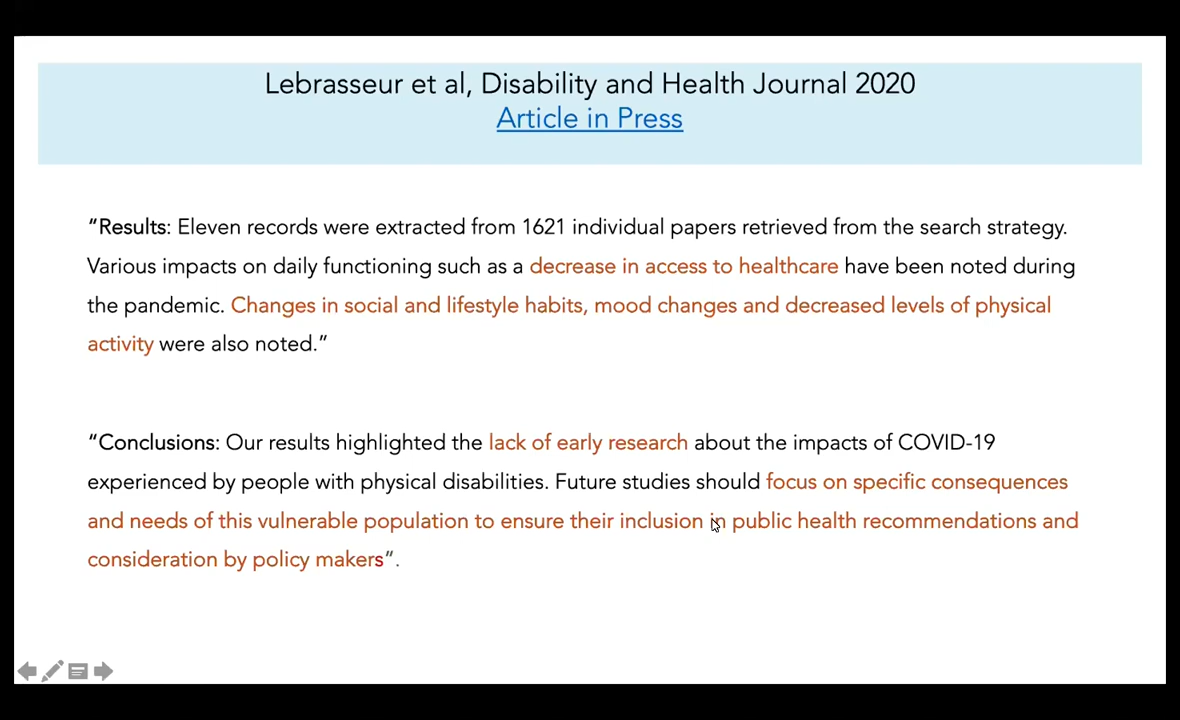 Lebrasseur et al, Disability and Health Journal 2020
Article in Press
“Results: Eleven records were extracted from 1621 individual papers retrieved from the search strategy.
Various impacts on daily functioning such as a decrease in access to healthcare have been noted during
the pandemic. Changes in social and lifestyle habits, mood changes and decreased levels of physical
activity were also noted.”
“Conclusions: Our results highlighted the lack of early research about the impacts of COVID-19
experienced by people with physical disabilities. Future studies should focus on specific consequences
and needs of this vulnerable population to ensure their inclusion in public health recommendations and
consideration by policy makers”.